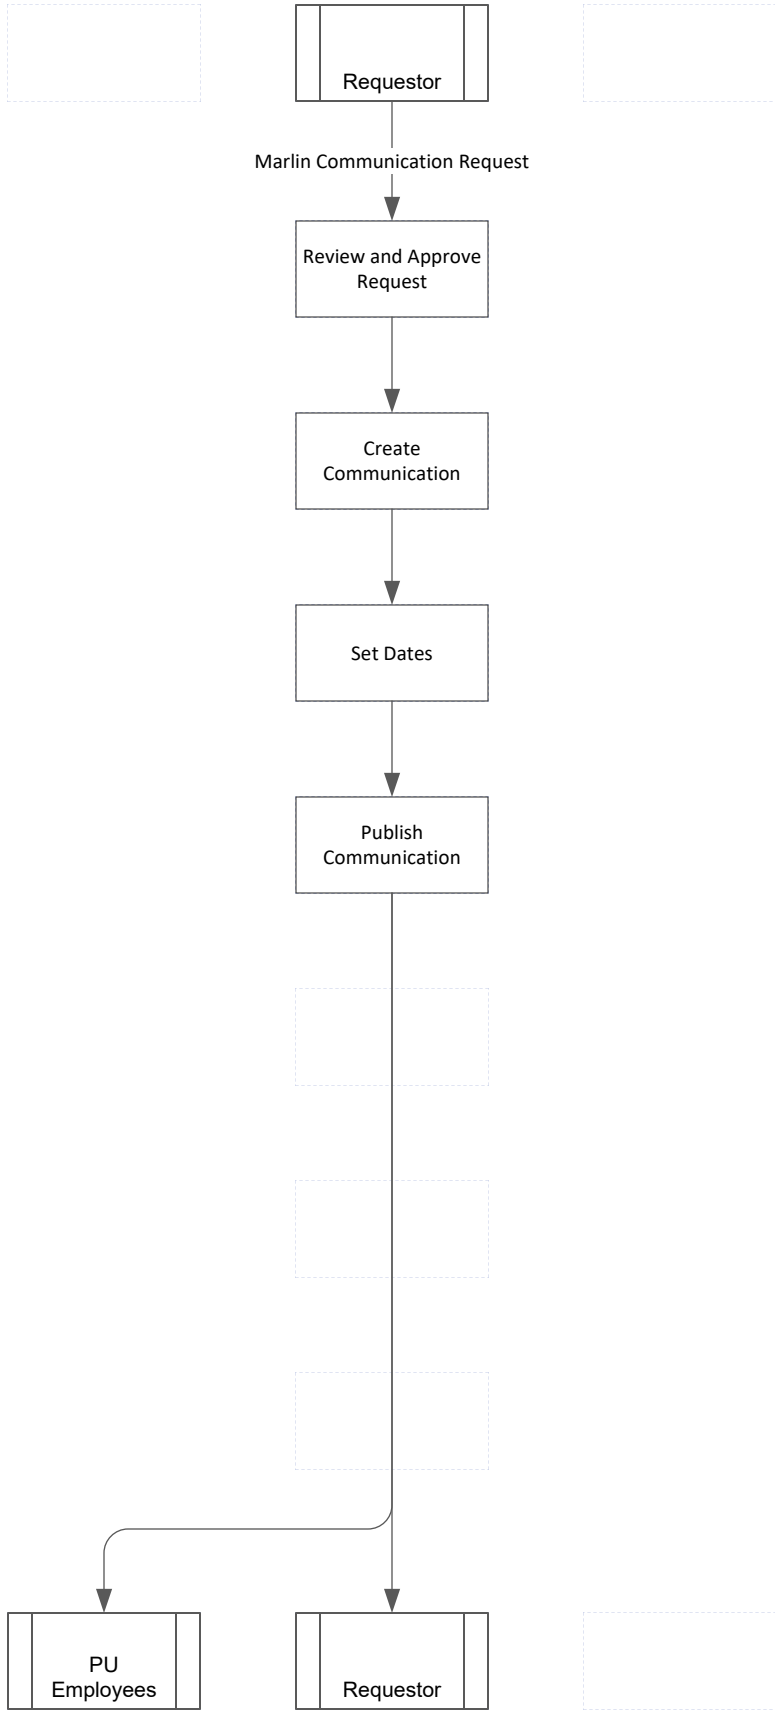 Requestor
Marlin Communication Request
Review and Approve
Request
Create
Communication
Set Dates
Publish
Communication
PU
Employees
Requestor